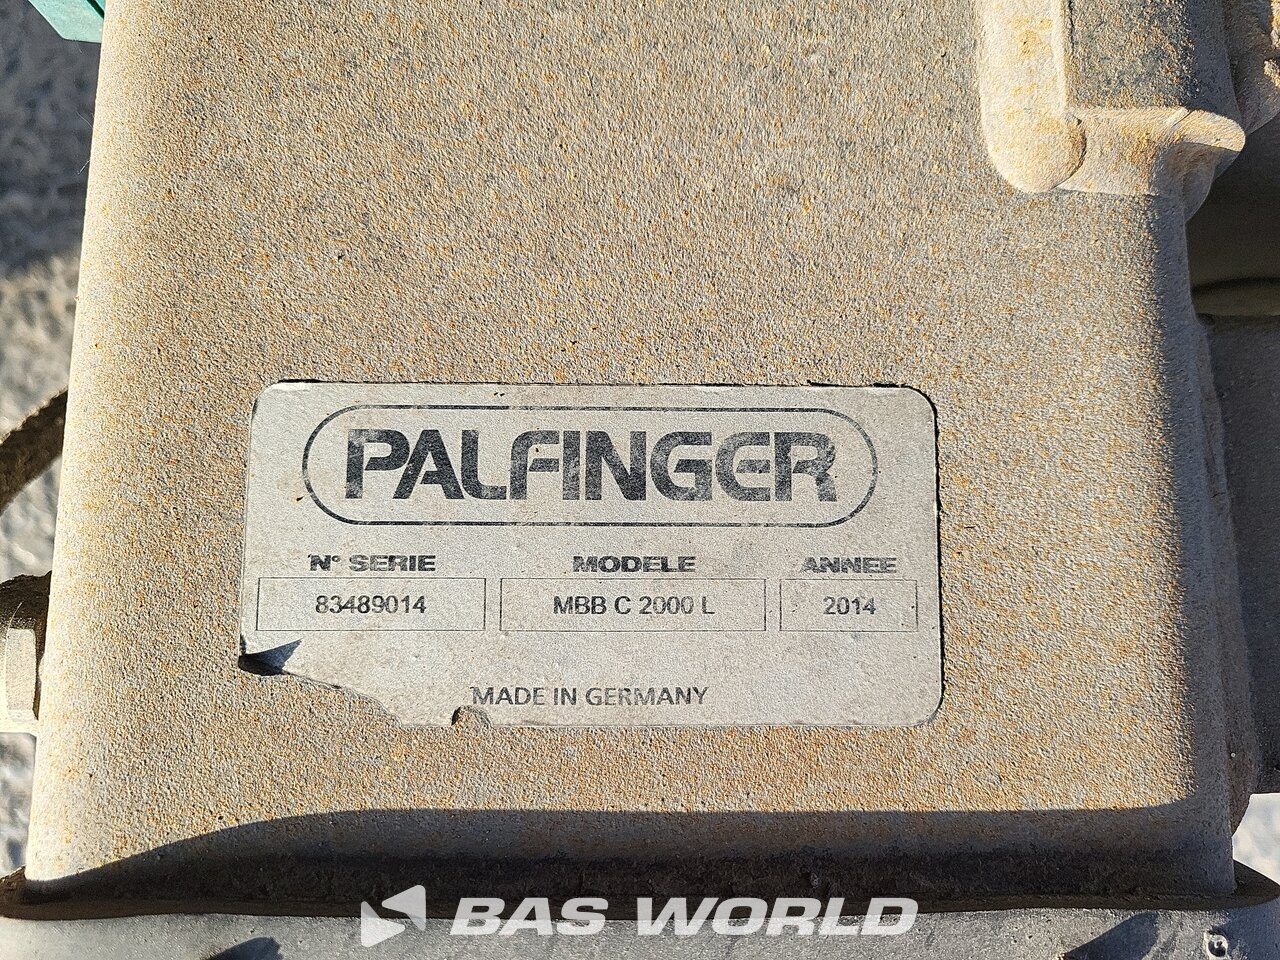 PALFINGER
N° SERIE MODELE ANNEE
83489014 MBB C 2000 L 2014
MADE IN GERMANY
BAS WORLD